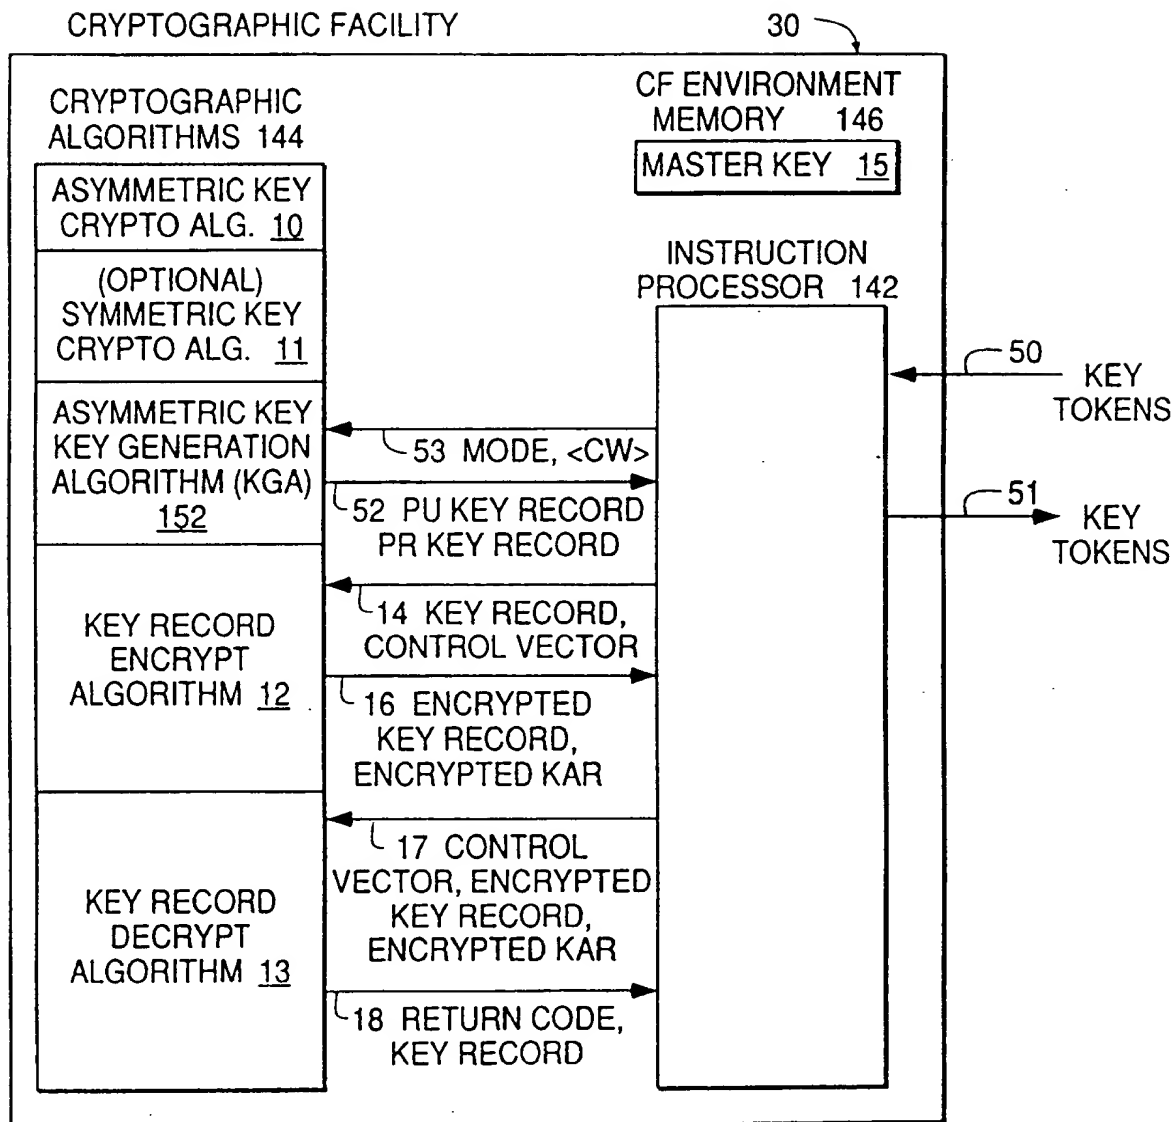 CRYPTOGRAPHIC FACILITY
30
CRYPTOGRAPHIC
ALGORITHMS 144
ASYMMETRIC KEY
CRYPTO ALG. 10
(OPTIONAL)
SYMMETRIC KEY
CRYPTO ALG. 11
ASYMMETRIC KEY
KEY GENERATION
ALGORITHM (KGA)
152
KEY RECORD
ENCRYPT
ALGORITHM 12
KEY RECORD
DECRYPT
ALGORITHM 13
53 MODE, <CW>
52 PU KEY RECORD
PR KEY RECORD
14 KEY RECORD,
CONTROL VECTOR
16 ENCRYPTED
KEY RECORD,
ENCRYPTED KAR
17 CONTROL
VECTOR, ENCRYPTED
KEY RECORD,
ENCRYPTED KAR
18 RETURN CODE,
KEY RECORD
CF ENVIRONMENT
MEMORY 146
MASTER KEY 15
INSTRUCTION
PROCESSOR 142
50
KEY
TOKENS
51
KEY
TOKENS